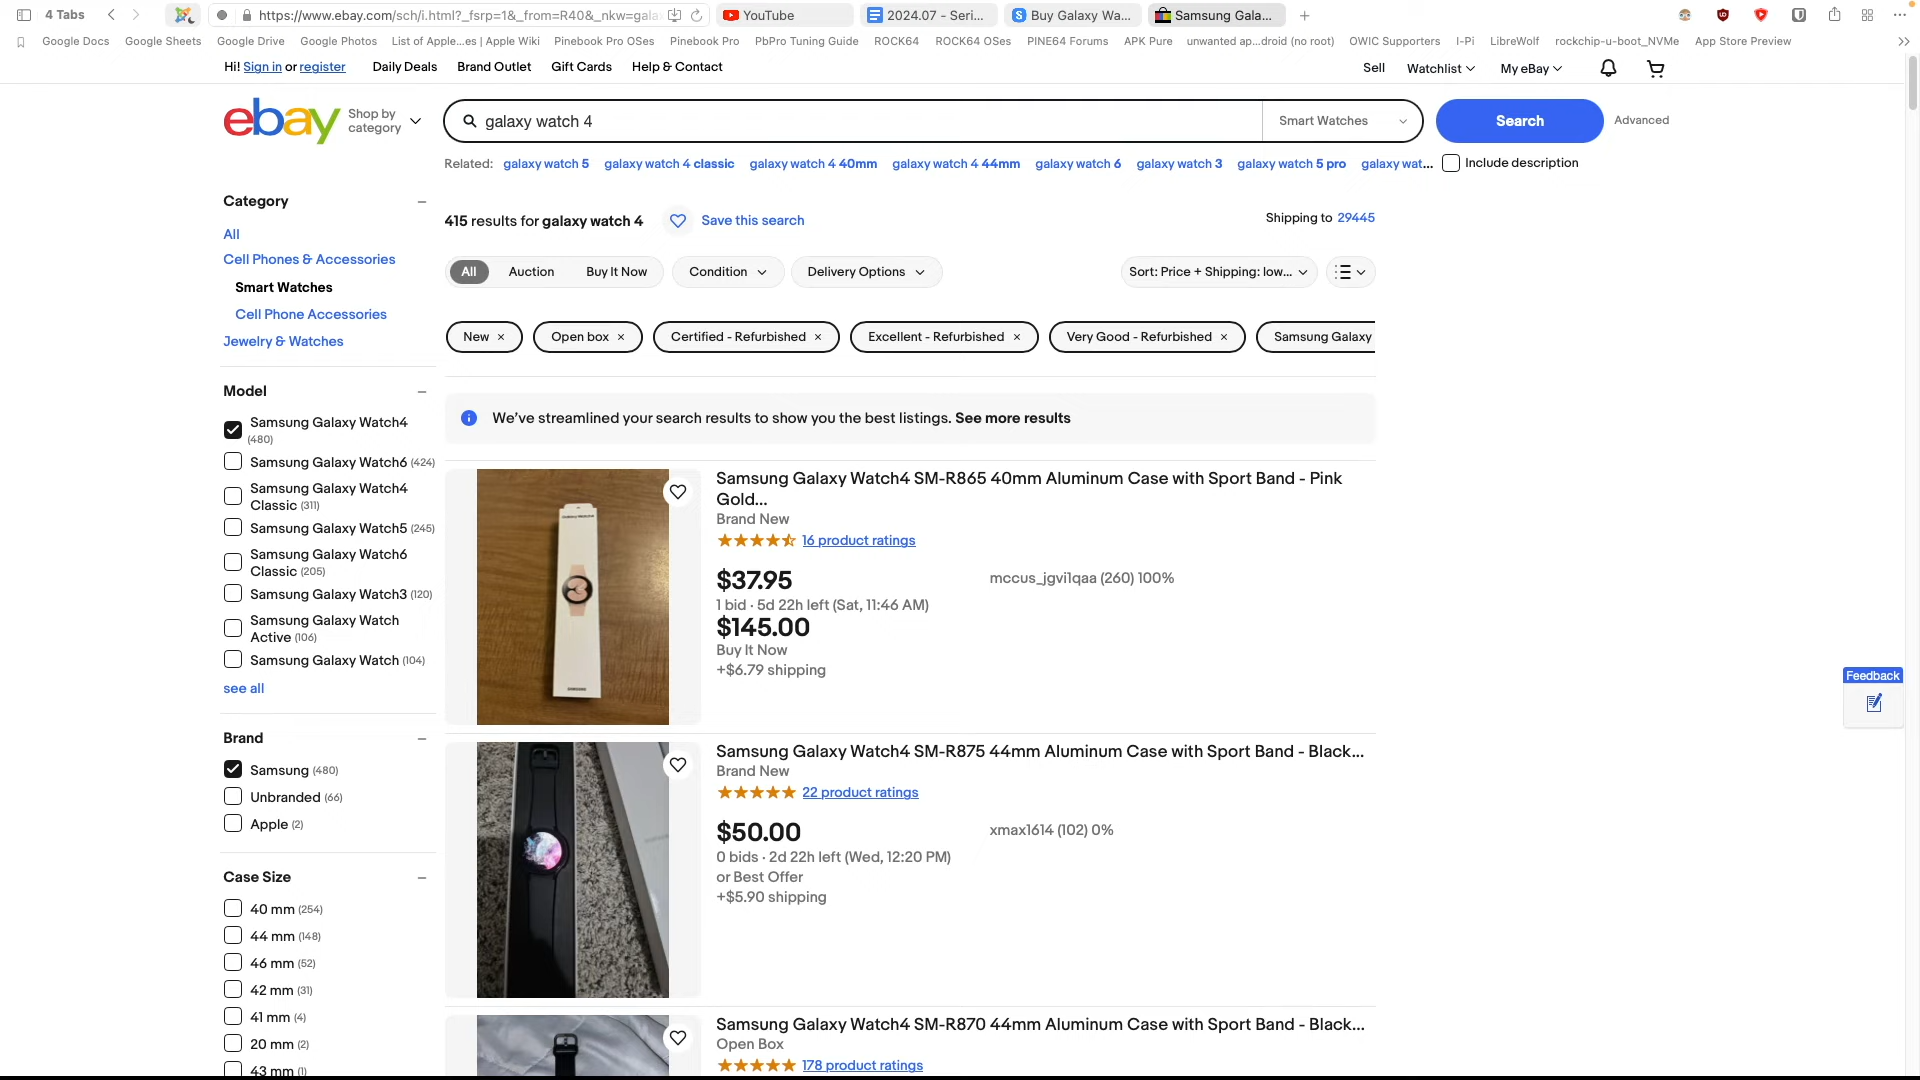 4 Tabs
https://www.ebay.com/sch/i.html?_fsrp=1&_from=R40&_nkw=gala
YouTube
2024.07 - Seri...
Buy Galaxy Wa...
Samsung Gala...
Google Docs Google Sheets Google Drive Google Photos List of Apple...es | Apple Wiki Pinebook Pro OSes Pinebook Pro PbPro Tuning Guide ROCK64 ROCK64 OSes PINE64 Forums APK Pure unwanted ap...droid (no root) OWIC Supporters I-Pi LibreWolf rockchip-u-boot_NVMe App Store Preview
Hi! Sign in or register Daily Deals Brand Outlet Gift Cards Help & Contact
Sell Watchlist My eBay
ebay
Shop by
category
galaxy watch 4
Smart Watches
Search
Advanced
Related: galaxy watch 5 galaxy watch 4 classic galaxy watch 4 40mm galaxy watch 4 44mm galaxy watch 6 galaxy watch 3 galaxy watch 5 pro galaxy wat...
Include description
Category
All
Cell Phones & Accessories
Smart Watches
Cell Phone Accessories
Jewelry & Watches
Model
Samsung Galaxy Watch4
(480)
Samsung Galaxy Watch6 (424)
Samsung Galaxy Watch4
Classic (311)
Samsung Galaxy Watch5 (245)
Samsung Galaxy Watch6
Classic (205)
Samsung Galaxy Watch3 (120)
Samsung Galaxy Watch
Active (106)
Samsung Galaxy Watch (104)
see all
Brand
Samsung (480)
Unbranded (66)
Apple (2)
Case Size
40 mm (254)
44 mm (148)
46 mm (52)
42 mm (31)
41 mm (4)
20 mm (2)
43 mm (1)
415 results for galaxy watch 4
Save this search
Shipping to 29445
All Auction Buy It Now
Condition
Delivery Options
Sort: Price + Shipping: low...
New ×
Open box ×
Certified - Refurbished ×
Excellent - Refurbished ×
Very Good - Refurbished ×
Samsung Galaxy
We've streamlined your search results to show you the best listings. See more results
Samsung Galaxy Watch4 SM-R865 40mm Aluminum Case with Sport Band - Pink
Gold...
Brand New
16 product ratings
$37.95
mccus_jgvi1qaa (260) 100%
1 bid · 5d 22h left (Sat, 11:46 AM)
$145.00
Buy It Now
+$6.79 shipping
Samsung Galaxy Watch4 SM-R875 44mm Aluminum Case with Sport Band - Black...
Brand New
22 product ratings
$50.00
xmax1614 (102) 0%
0 bids · 2d 22h left (Wed, 12:20 PM)
or Best Offer
+$5.90 shipping
Samsung Galaxy Watch4 SM-R870 44mm Aluminum Case with Sport Band - Black...
Open Box
178 product ratings
Feedback